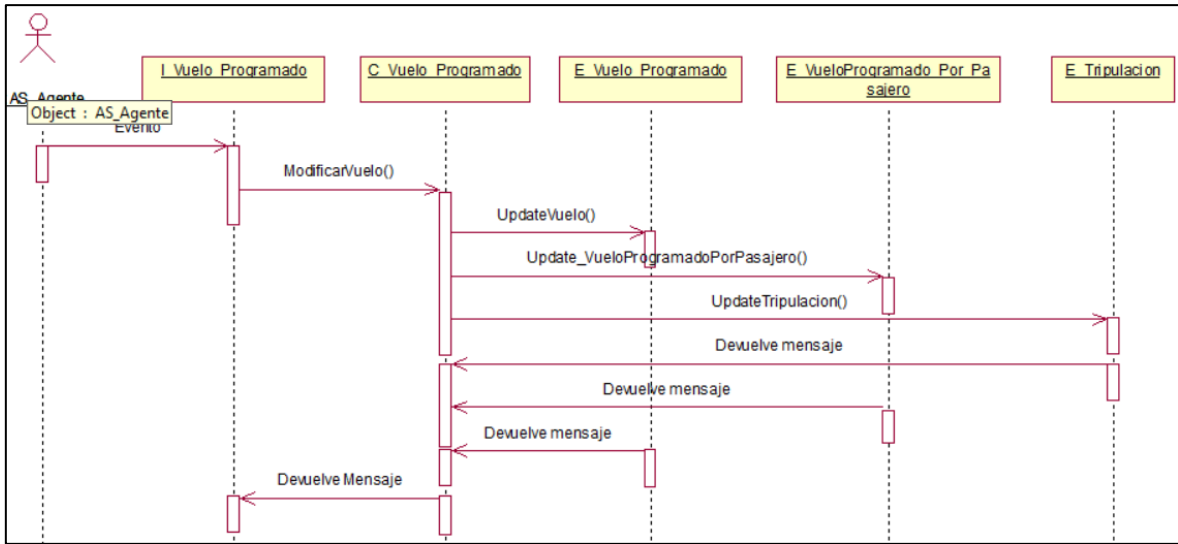 I_Vuelo_Programado
C_Vuelo_Programado
E_Vuelo_Programado
E_VueloProgramado_Por_Pa
sajero
E_Tripulacion
AS_Agente
Object : AS_Agente
Evento
ModificarVuelo()
UpdateVuelo()
Update_VueloProgramadoPorPasajero()
UpdateTripulacion()
Devuelve mensaje
Devuelve mensaje
Devuelve mensaje
Devuelve Mensaje